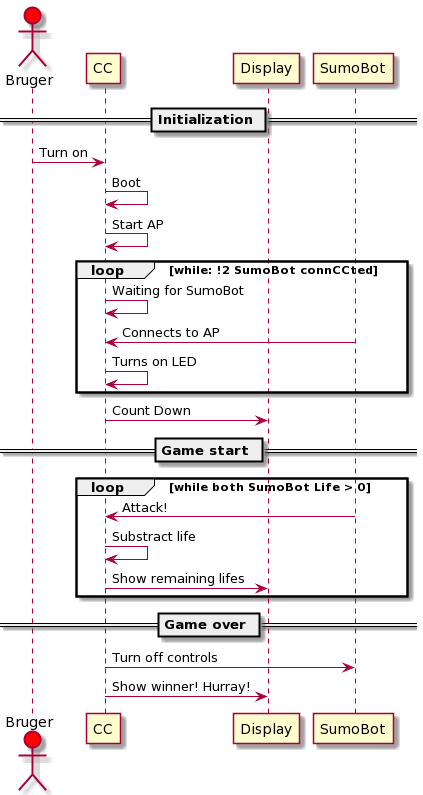 Bruger
CC
Display
SumoBot
Initialization
Turn on
Boot
Start AP
loop [while: !2 SumoBot connCCted]
Waiting for SumoBot
Connects to AP
Turns on LED
Count Down
Game start
loop [while both SumoBot Life > 0]
Attack!
Substract life
Show remaining lifes
Game over
Turn off controls
Show winner! Hurray!
Bruger
CC
Display
SumoBot